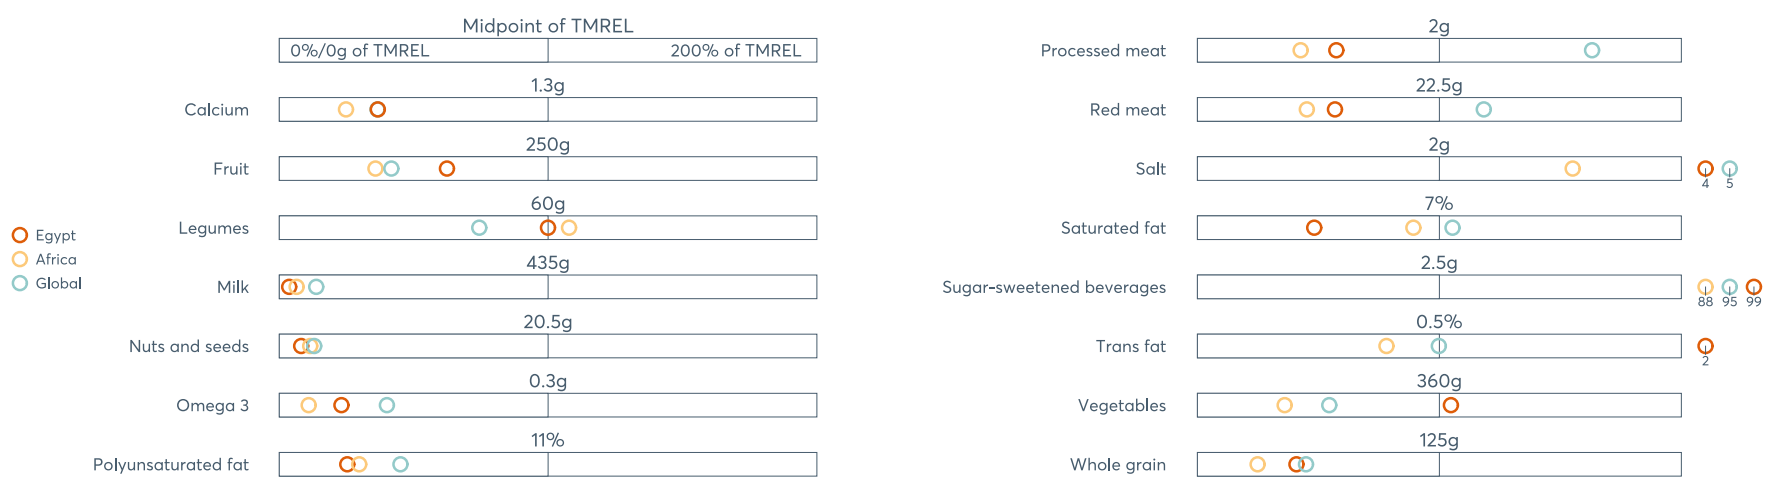 Midpoint of TMREL
0%/0g of TMREL 200% of TMREL
1.3g
Calcium
250g
Fruit
60g
Legumes
435g
Milk
20.5g
Nuts and seeds
0.3g
Omega 3
11%
Polyunsaturated fat
Egypt
Africa
Global
2g
Processed meat
22.5g
Red meat
2g
Salt
4 5
7%
Saturated fat
2.5g
Sugar-sweetened beverages
88 95 99
0.5%
Trans fat
2
360g
Vegetables
125g
Whole grain